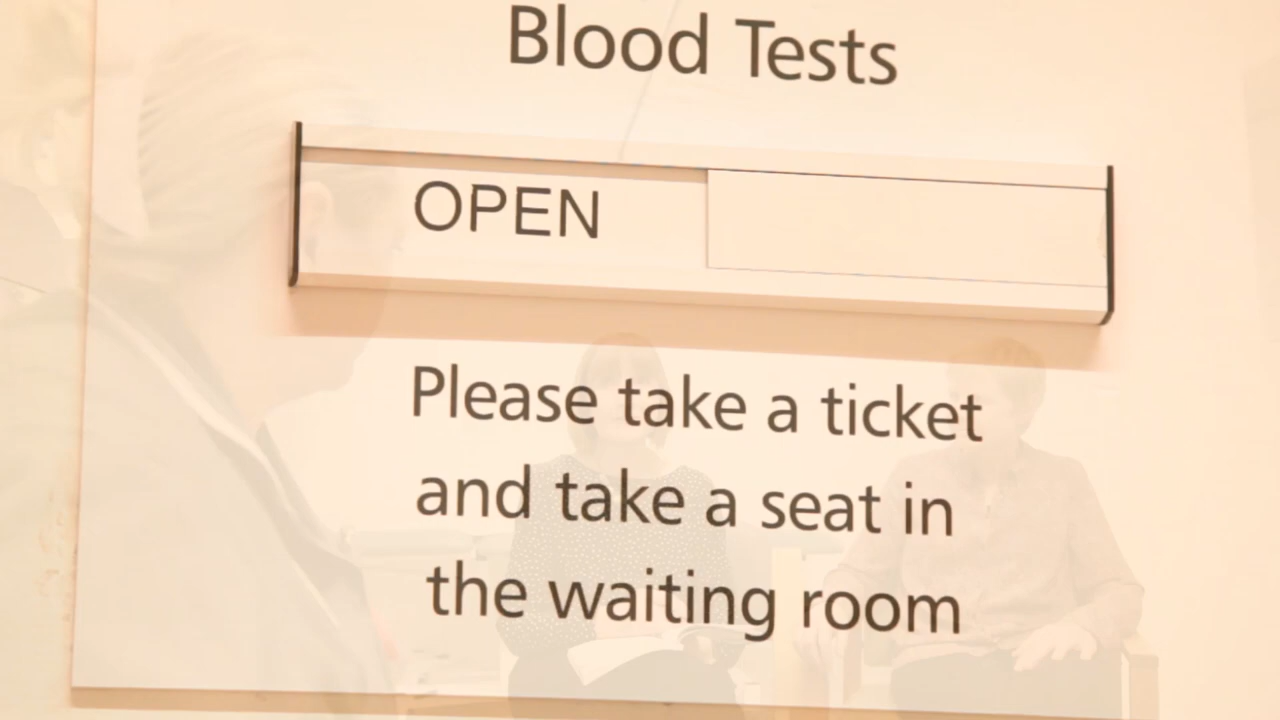 Blood Tests
OPEN
Please take a ticket
and take a seat in
the waiting room